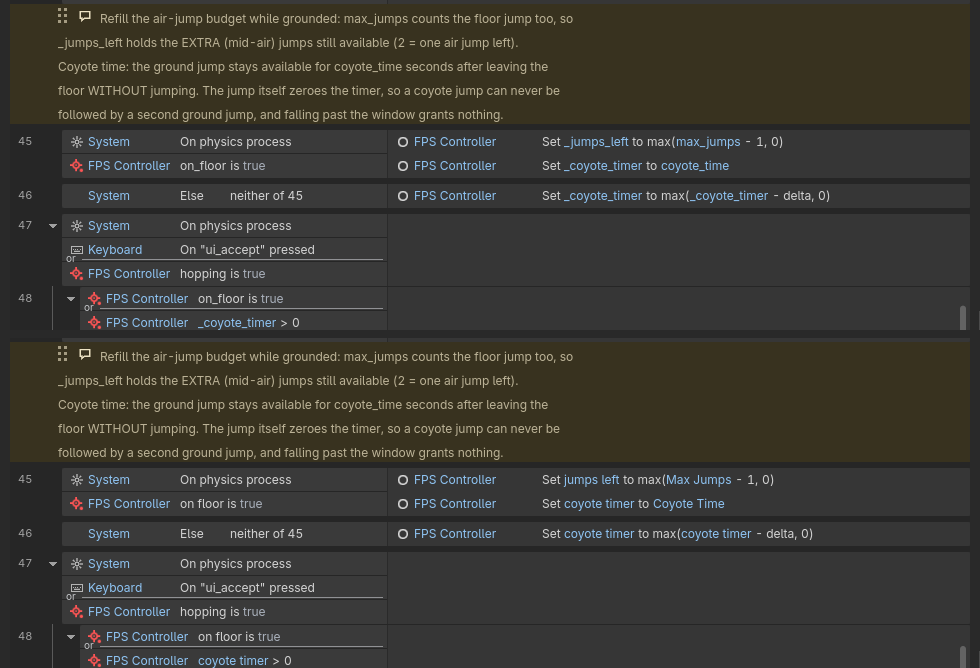 Refill the air-jump budget while grounded: max_jumps counts the floor jump too, so
_jumps_left holds the EXTRA (mid-air) jumps still available (2 = one air jump left).
Coyote time: the ground jump stays available for coyote_time seconds after leaving the
floor WITHOUT jumping. The jump itself zeroes the timer, so a coyote jump can never be
followed by a second ground jump, and falling past the window grants nothing.
45 System On physics process FPS Controller Set _jumps_left to max(max_jumps - 1, 0)
FPS Controller on_floor is true FPS Controller Set _coyote_timer to coyote_time
46 System Else neither of 45 FPS Controller Set _coyote_timer to max(_coyote_timer - delta, 0)
47 System On physics process
Keyboard On "ui_accept" pressed
or
FPS Controller hopping is true
48 FPS Controller on_floor is true
or
FPS Controller _coyote_timer > 0
Refill the air-jump budget while grounded: max_jumps counts the floor jump too, so
_jumps_left holds the EXTRA (mid-air) jumps still available (2 = one air jump left).
Coyote time: the ground jump stays available for coyote_time seconds after leaving the
floor WITHOUT jumping. The jump itself zeroes the timer, so a coyote jump can never be
followed by a second ground jump, and falling past the window grants nothing.
45 System On physics process FPS Controller Set jumps left to max(Max Jumps - 1, 0)
FPS Controller on floor is true FPS Controller Set coyote timer to Coyote Time
46 System Else neither of 45 FPS Controller Set coyote timer to max(coyote timer - delta, 0)
47 System On physics process
Keyboard On "ui_accept" pressed
or
FPS Controller hopping is true
48 FPS Controller on floor is true
or
FPS Controller coyote timer > 0